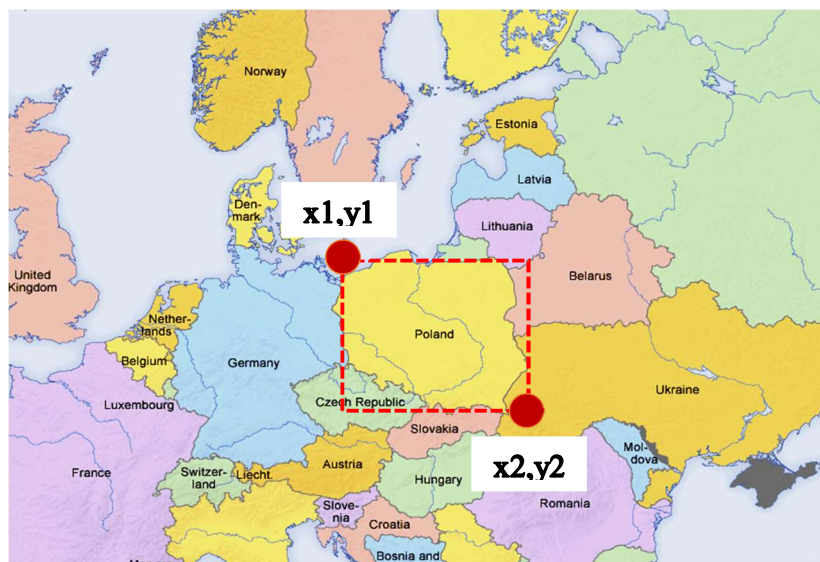 Norway
Estonia
Latvia
Den-
mark
x1,y1
Lithuania
United
Kingdom
Belarus
Nether-
lands
Poland
Belgium
Germany
Ukraine
Luxembourg
Czech Republic
Slovakia
France
Switzer-
land
Liecht.
Austria
Mol-
dova
Hungary
x2,y2
Romania
Slove-
nia
Croatia
Bosnia and